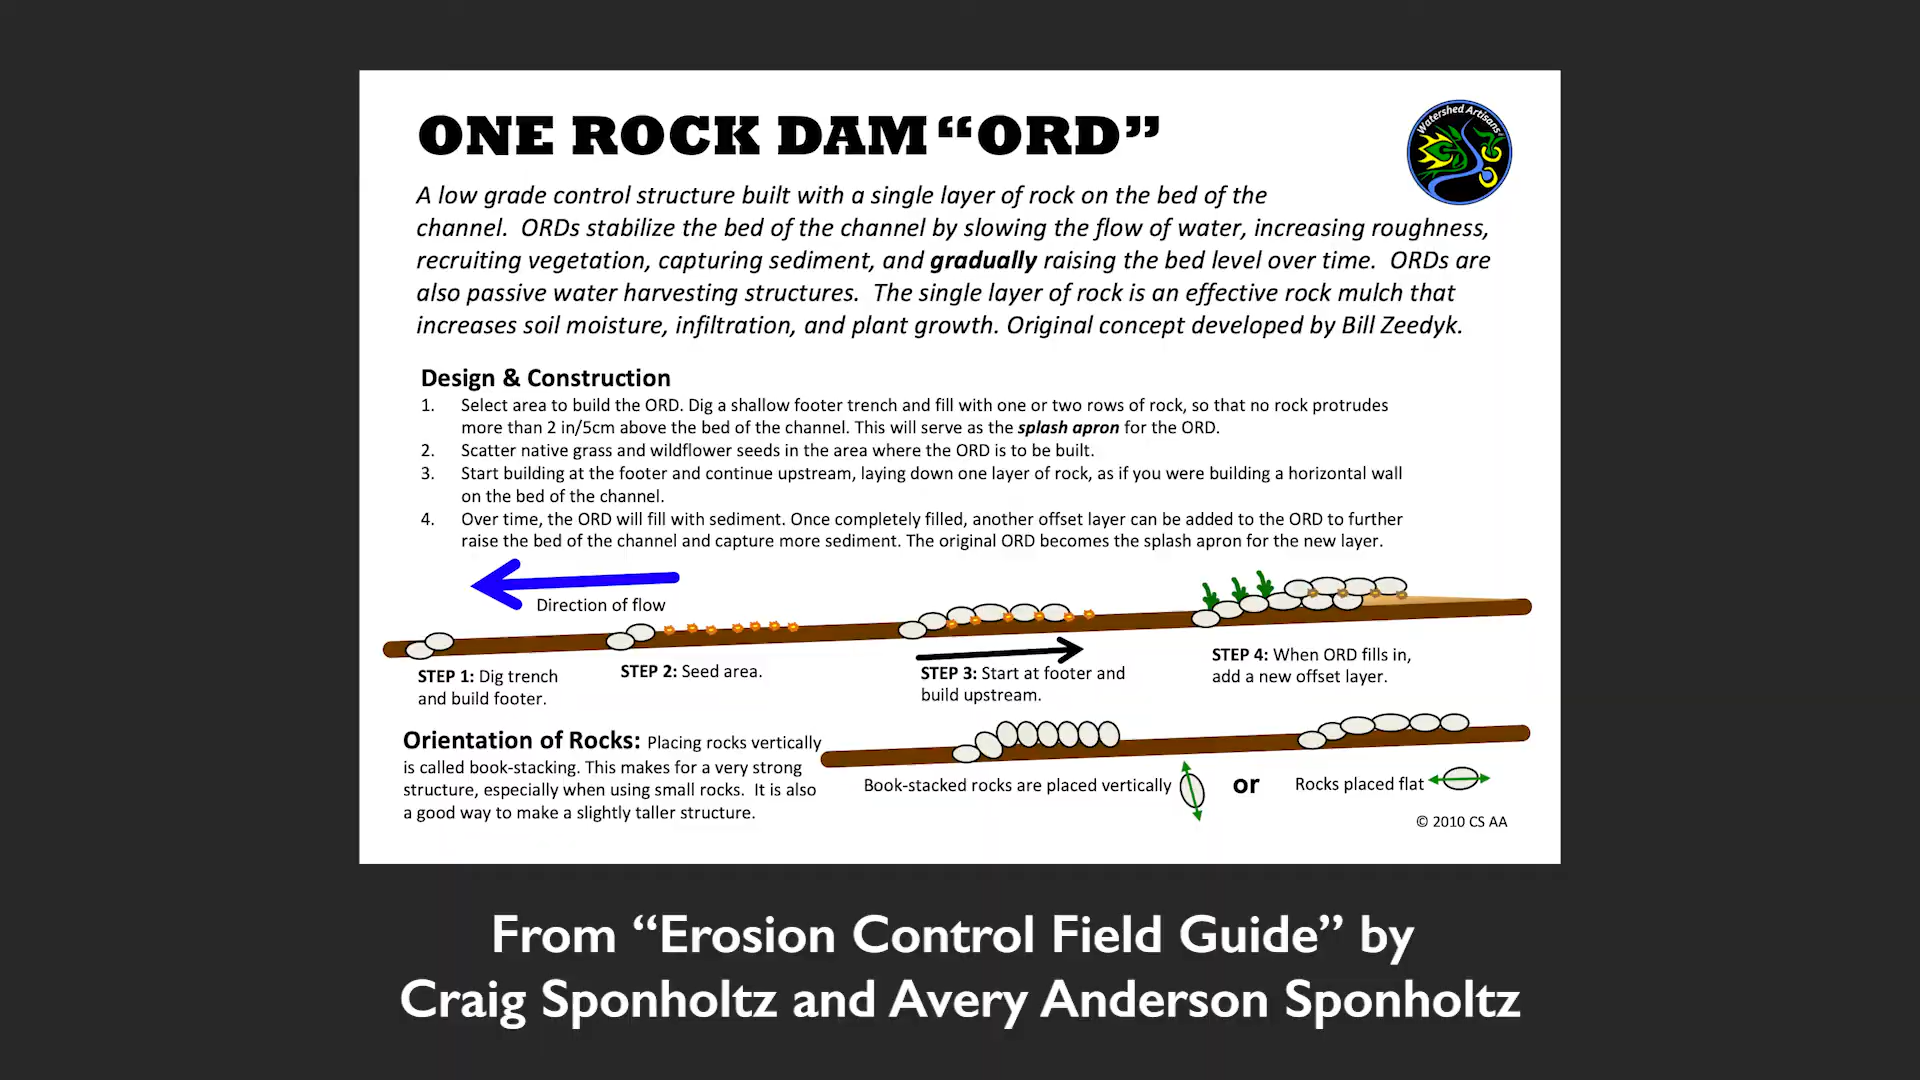 ONE ROCK DAM “ORD”
Watershed Artisans
A low grade control structure built with a single layer of rock on the bed of the
channel. ORDs stabilize the bed of the channel by slowing the flow of water, increasing roughness,
recruiting vegetation, capturing sediment, and gradually raising the bed level over time. ORDs are
also passive water harvesting structures. The single layer of rock is an effective rock mulch that
increases soil moisture, infiltration, and plant growth. Original concept developed by Bill Zeedyk.
Design & Construction
1. Select area to build the ORD. Dig a shallow footer trench and fill with one or two rows of rock, so that no rock protrudes
more than 2 in/5cm above the bed of the channel. This will serve as the splash apron for the ORD.
2. Scatter native grass and wildflower seeds in the area where the ORD is to be built.
3. Start building at the footer and continue upstream, laying down one layer of rock, as if you were building a horizontal wall
on the bed of the channel.
4. Over time, the ORD will fill with sediment. Once completely filled, another offset layer can be added to the ORD to further
raise the bed of the channel and capture more sediment. The original ORD becomes the splash apron for the new layer.
Direction of flow
STEP 1: Dig trench
and build footer.
STEP 2: Seed area.
STEP 3: Start at footer and
build upstream.
STEP 4: When ORD fills in,
add a new offset layer.
Orientation of Rocks: Placing rocks vertically
is called book-stacking. This makes for a very strong
structure, especially when using small rocks. It is also
a good way to make a slightly taller structure.
Book-stacked rocks are placed vertically
or
Rocks placed flat
© 2010 CS AA
From “Erosion Control Field Guide” by
Craig Sponholtz and Avery Anderson Sponholtz